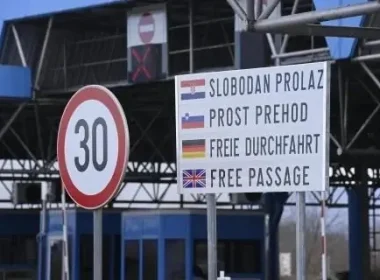 SLOBODAN PROLAZ
30
PROST PREHOD
FREIE DURCHFAHRT
FREE PASSAGE